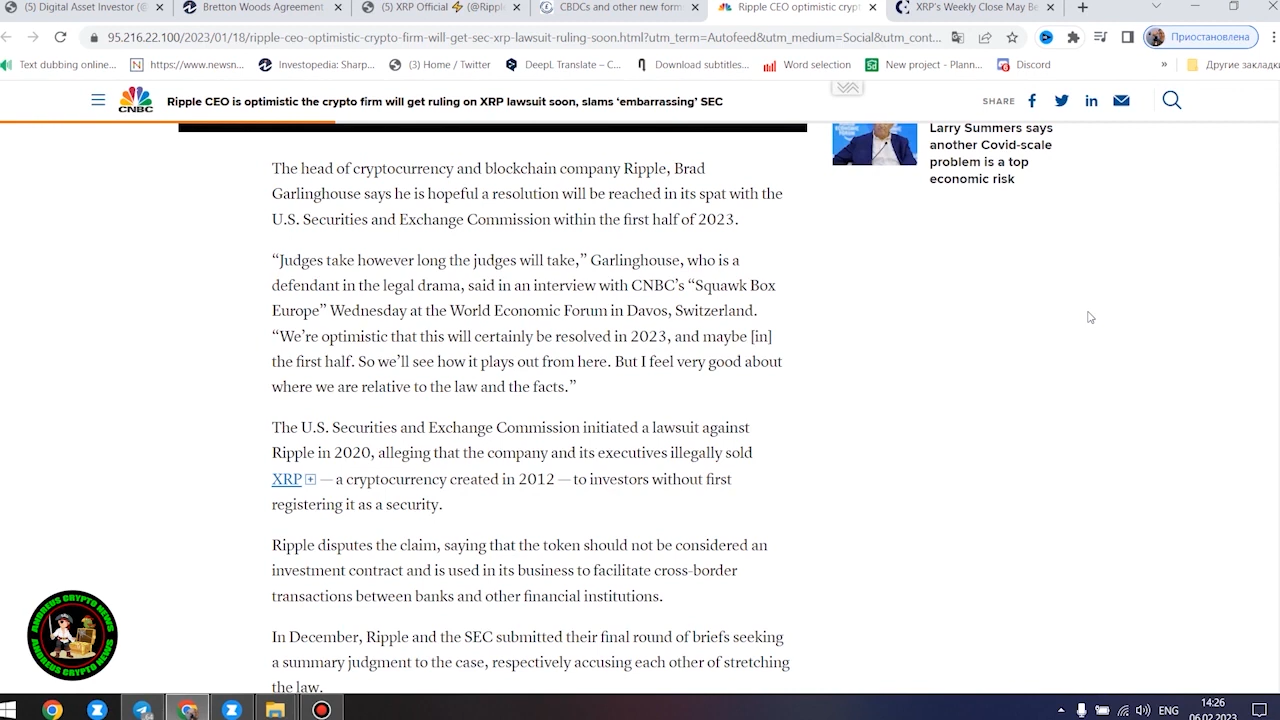 (5) Digital Asset Investor (@
Bretton Woods Agreement
(5) XRP Official ⚡ (@Rippl
CBDCs and other new form
Ripple CEO optimistic crypt
XRP's Weekly Close May Be
95.216.22.100/2023/01/18/ripple-ceo-optimistic-crypto-firm-will-get-sec-xrp-lawsuit-ruling-soon.html?utm_term=Autofeed&utm_medium=Social&utm_cont...
Приостановлена
Text dubbing online...
https://www.newsn...
Investopedia: Sharp...
(3) Home / Twitter
DeepL Translate – C...
Download subtitles...
Word selection
New project - Plann...
Discord
»
Другие закладки
CNBC
Ripple CEO is optimistic the crypto firm will get ruling on XRP lawsuit soon, slams ‘embarrassing’ SEC
SHARE
Larry Summers says
another Covid-scale
problem is a top
economic risk
The head of cryptocurrency and blockchain company Ripple, Brad
Garlinghouse says he is hopeful a resolution will be reached in its spat with the
U.S. Securities and Exchange Commission within the first half of 2023.
“Judges take however long the judges will take,” Garlinghouse, who is a
defendant in the legal drama, said in an interview with CNBC’s “Squawk Box
Europe” Wednesday at the World Economic Forum in Davos, Switzerland.
“We’re optimistic that this will certainly be resolved in 2023, and maybe [in]
the first half. So we’ll see how it plays out from here. But I feel very good about
where we are relative to the law and the facts.”
The U.S. Securities and Exchange Commission initiated a lawsuit against
Ripple in 2020, alleging that the company and its executives illegally sold
XRP — a cryptocurrency created in 2012 — to investors without first
registering it as a security.
Ripple disputes the claim, saying that the token should not be considered an
investment contract and is used in its business to facilitate cross-border
transactions between banks and other financial institutions.
In December, Ripple and the SEC submitted their final round of briefs seeking
a summary judgment to the case, respectively accusing each other of stretching
the law.
ANDREUS CRYPTO NEWS
ANDREUS CRYPTO NEWS
ENG
14:26
06.02.2023